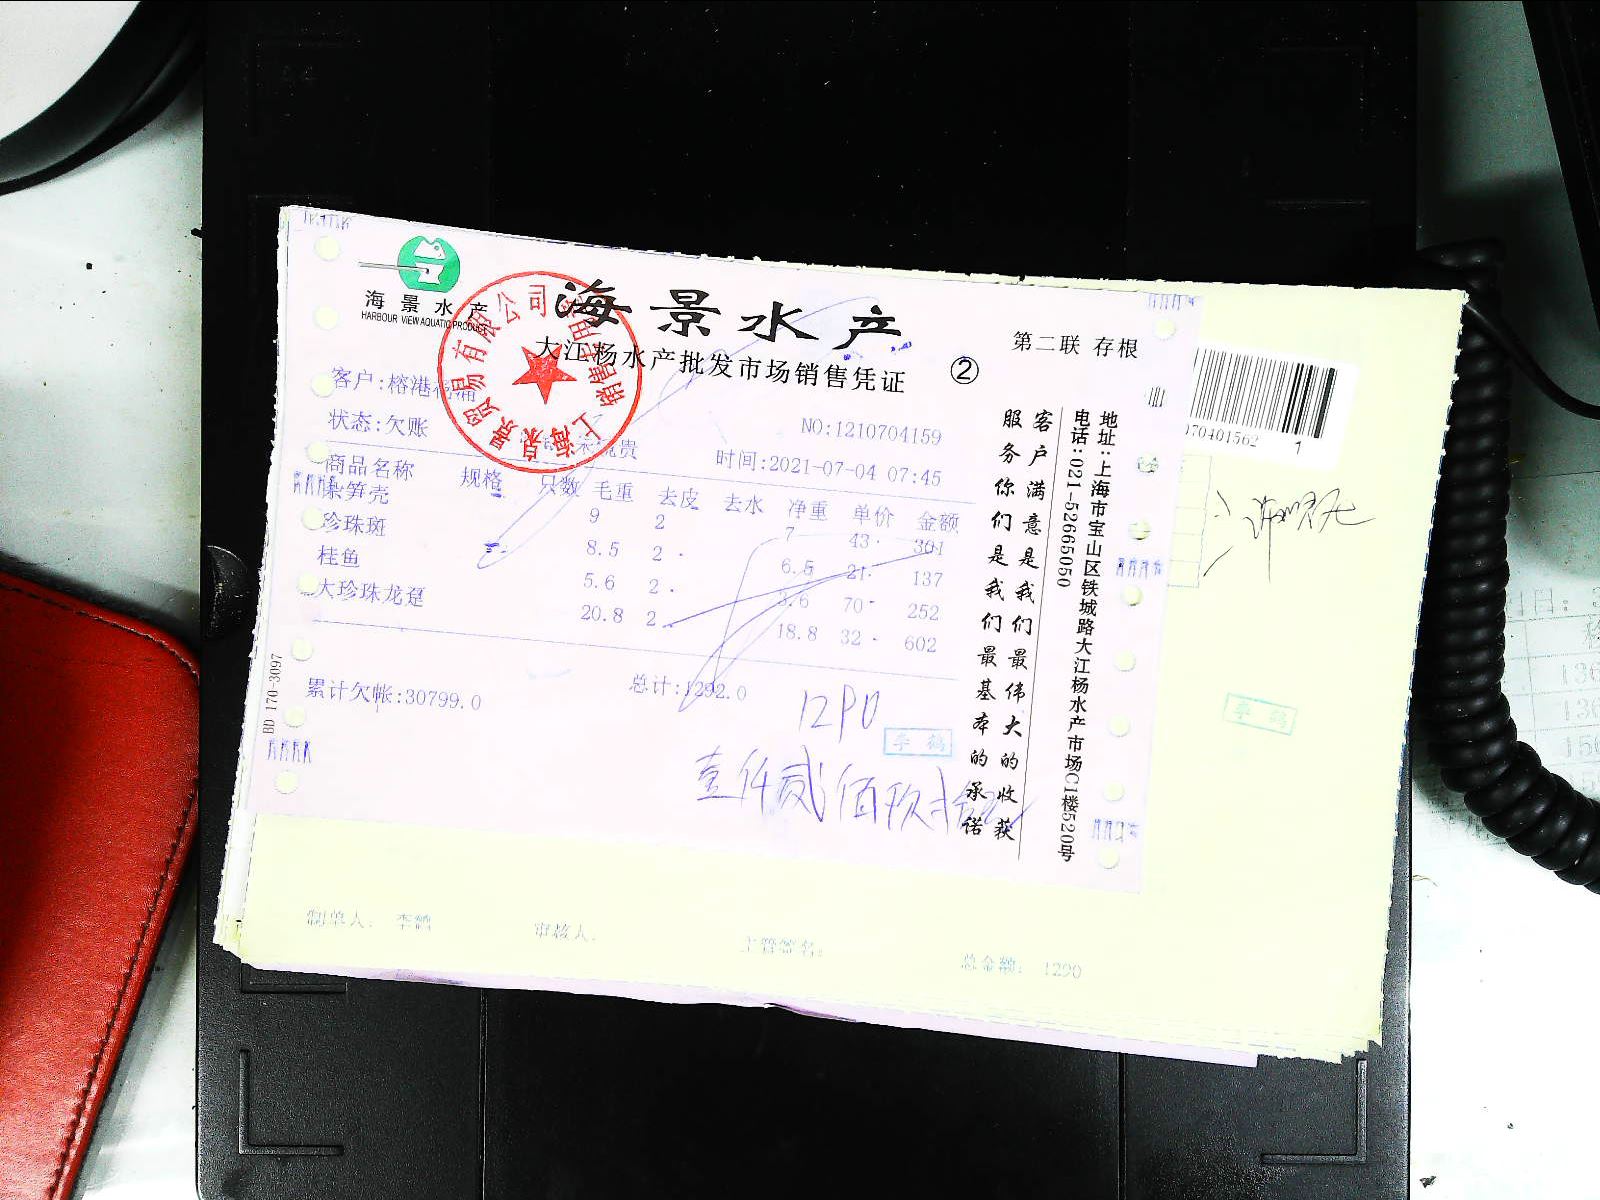 海景水产
HARBOUR VIEW AQUATIC PRODUCT
海景水产
大江杨水产批发市场销售凭证
②
第二联 存根
客户:榕港
状态:欠账
NO:1210704159
时间:2021-07-04 07:45
商品名称 规格 只数 毛重 去皮 去水 净重 单价 金额
杂笋壳 9 2 7 43 301
珍珠斑 8.5 2 6.5 21 137
桂鱼 5.6 2 3.6 70 252
大珍珠龙趸 20.8 2 18.8 32 602
累计欠帐:30799.0
总计:1292.0
1290
李鹤
壹仟贰佰玖拾
客户满意是我们最伟大的收获
服务你们是我们最基本的承诺
地址:上海市宝山区铁城路大江杨水产市场C1楼520号
电话:021-52665050
BD 170-3097
070401562
1
李鹤
制单人: 李鹤
审核人:
主管签名:
总金额: 1290